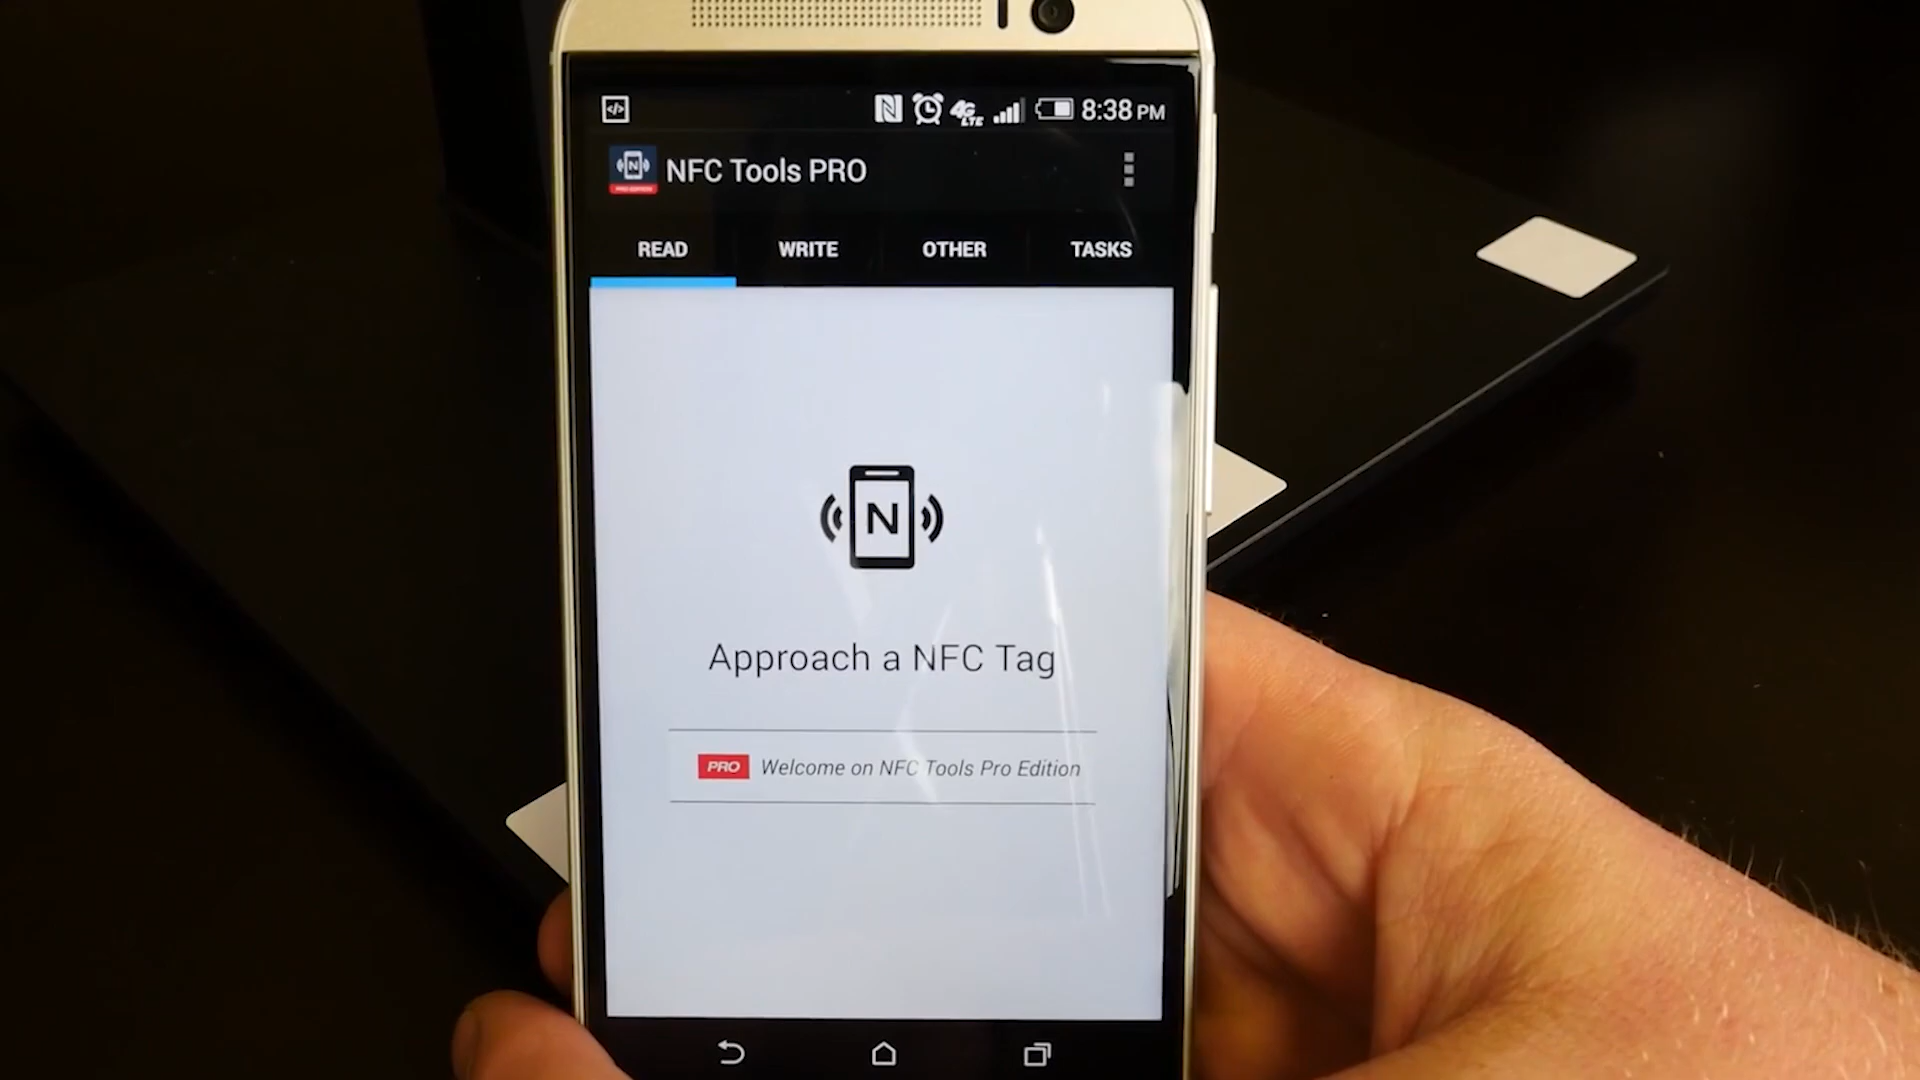 8:38 PM
NFC Tools PRO
READ WRITE OTHER TASKS
N
Approach a NFC Tag
PRO Welcome on NFC Tools Pro Edition